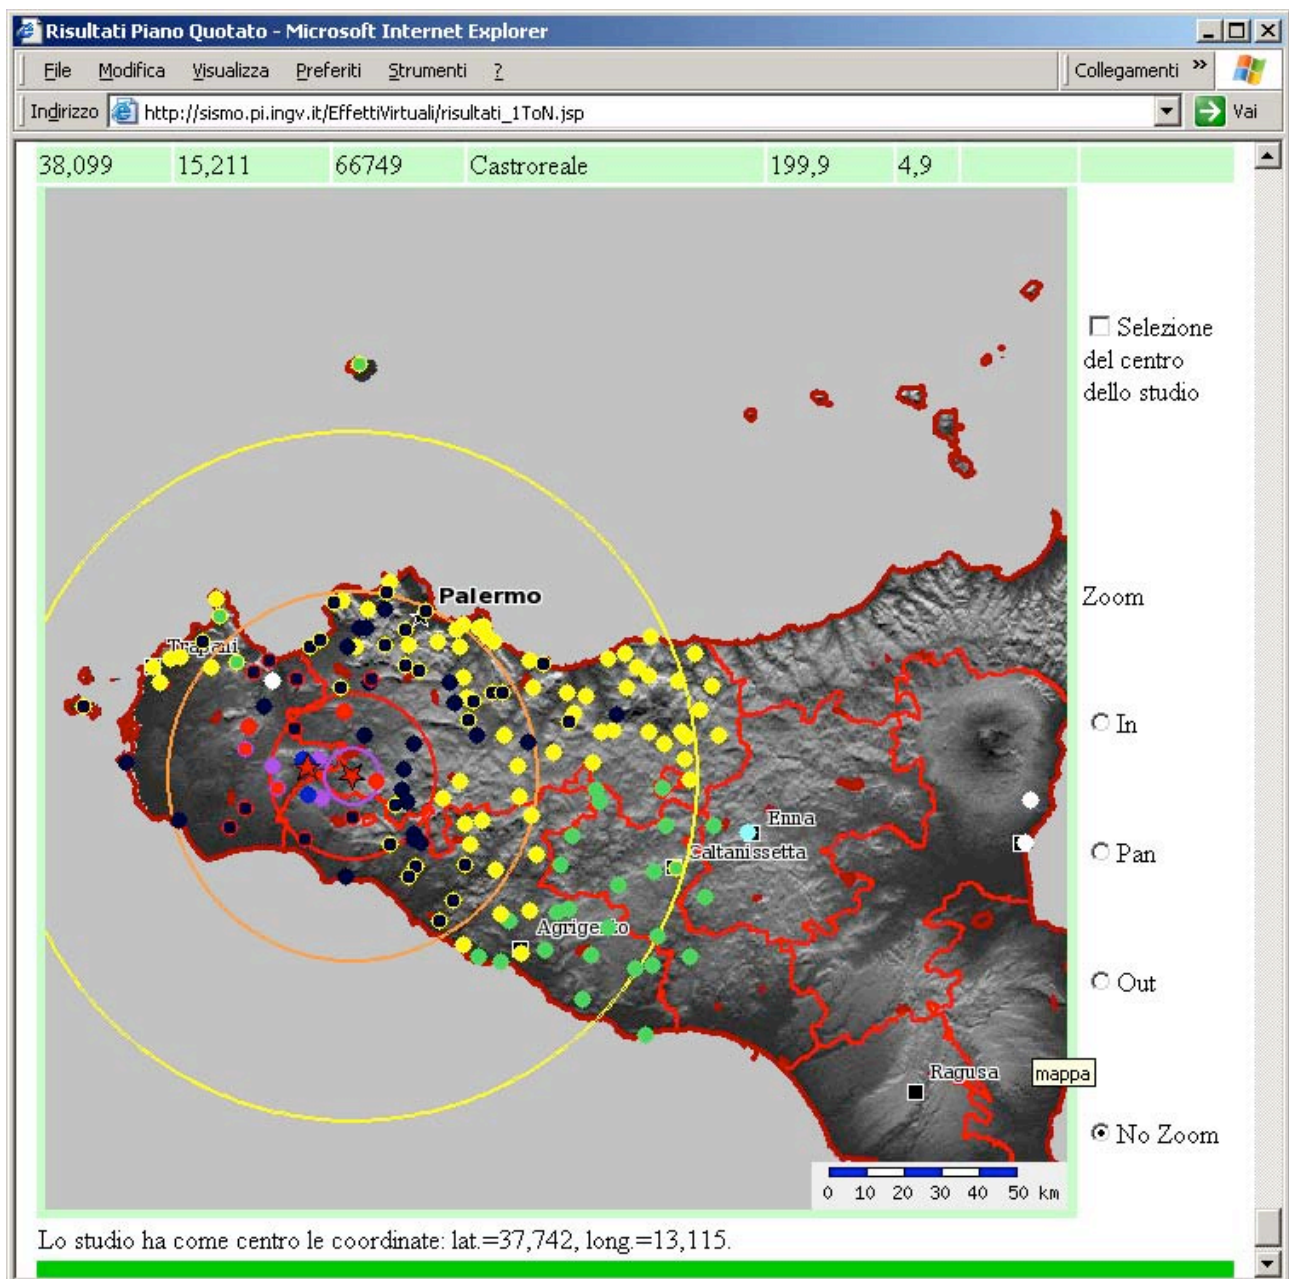 Risultati Piano Quotato - Microsoft Internet Explorer
File Modifica Visualizza Preferiti Strumenti ? Collegamenti »
Indirizzo http://sismo.pi.ingv.it/EffettiVirtuali/risultati_1ToN.jsp Vai
38,099 15,211 66749 Castroreale 199,9 4,9
Selezione
del centro
dello studio
Palermo
Zoom
Trapani
In
Enna
Caltanissetta
Pan
Agrigento
Out
Ragusa
mappa
No Zoom
0 10 20 30 40 50 km
Lo studio ha come centro le coordinate: lat.=37,742, long.=13,115.